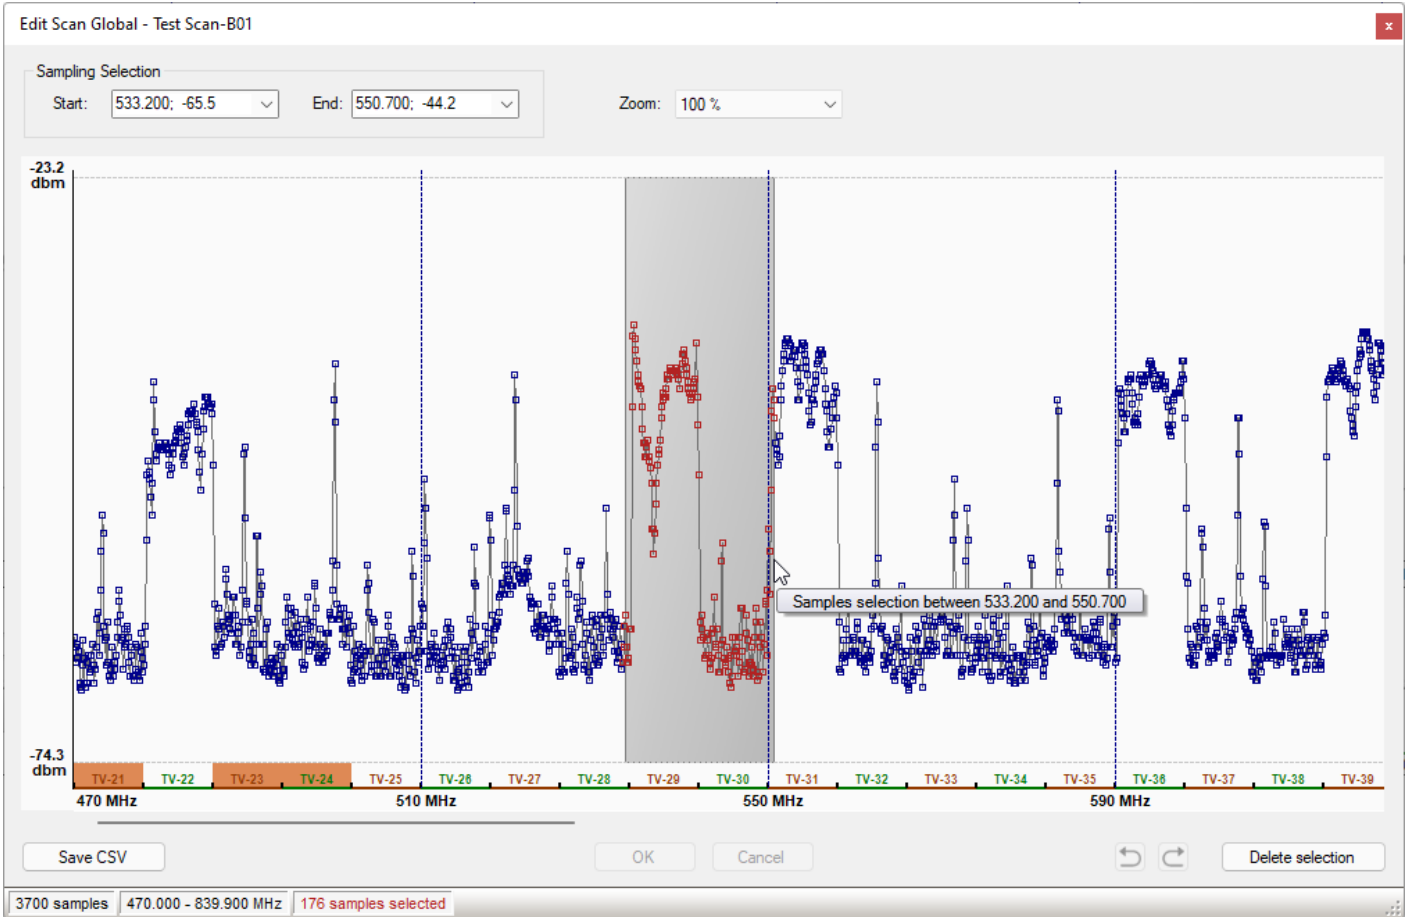 Edit Scan Global - Test Scan-B01
x
Sampling Selection
Start: 533.200; -65.5 End: 550.700; -44.2 Zoom: 100 %
-23.2
dbm
Samples selection between 533.200 and 550.700
-74.3
dbm
TV-21 TV-22 TV-23 TV-24 TV-25 TV-26 TV-27 TV-28 TV-29 TV-30 TV-31 TV-32 TV-33 TV-34 TV-35 TV-36 TV-37 TV-38 TV-39
470 MHz 510 MHz 550 MHz 590 MHz
Save CSV OK Cancel Delete selection
3700 samples 470.000 - 839.900 MHz 176 samples selected